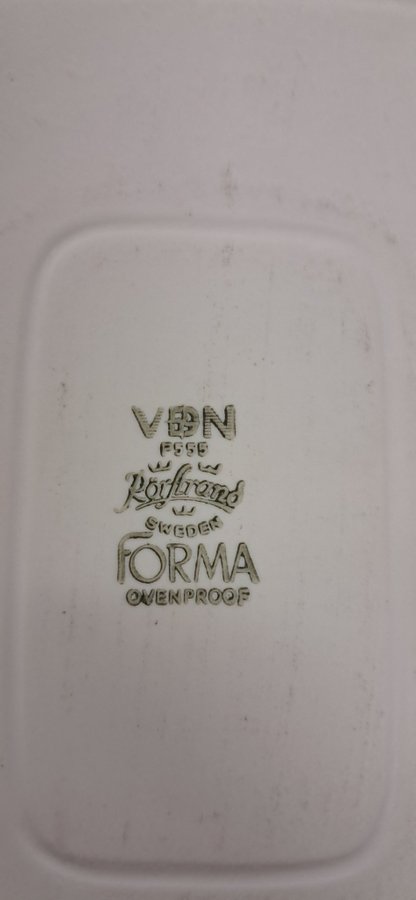 VDN
F555
Rörstrand
SWEDEN
FORMA
OVENPROOF